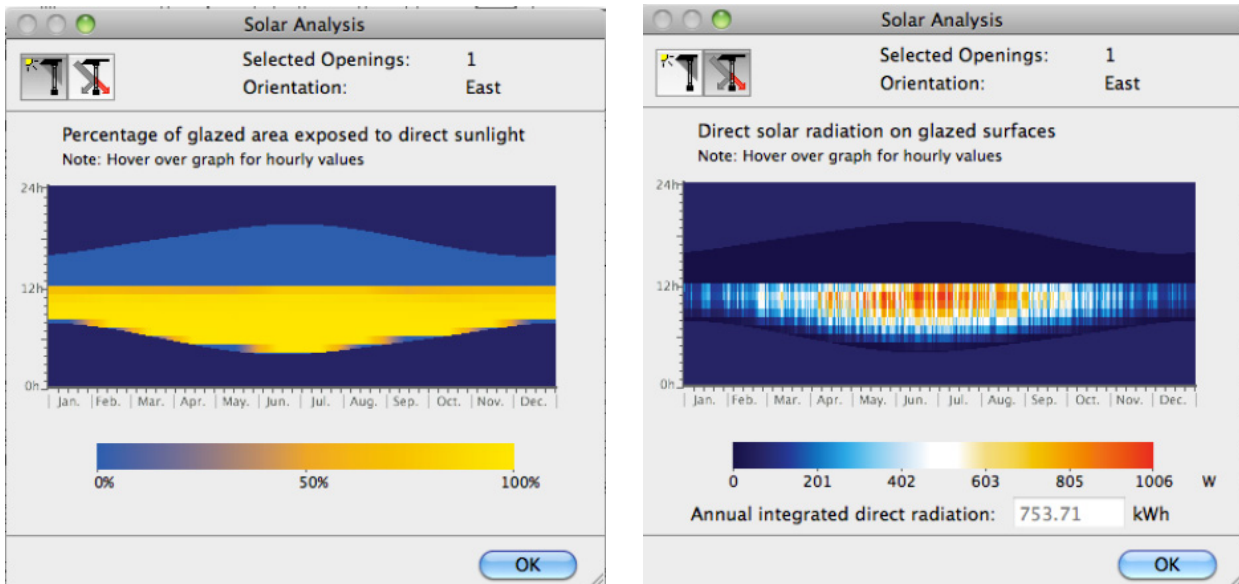 Solar Analysis
Selected Openings: 1
Orientation: East
Percentage of glazed area exposed to direct sunlight
Note: Hover over graph for hourly values
24h
12h
0h
Jan. Feb. Mar. Apr. May. Jun. Jul. Aug. Sep. Oct. Nov. Dec.
0% 50% 100%
OK
Solar Analysis
Selected Openings: 1
Orientation: East
Direct solar radiation on glazed surfaces
Note: Hover over graph for hourly values
24h
12h
0h
Jan. Feb. Mar. Apr. May. Jun. Jul. Aug. Sep. Oct. Nov. Dec.
0 201 402 603 805 1006 W
Annual integrated direct radiation: 753.71 kWh
OK